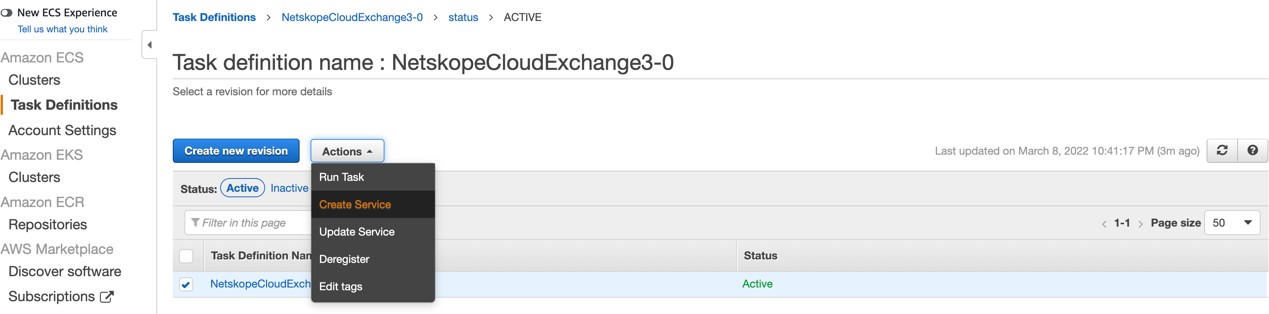 New ECS Experience
Tell us what you think
Amazon ECS
Clusters
Task Definitions
Account Settings
Amazon EKS
Clusters
Amazon ECR
Repositories
AWS Marketplace
Discover software
Subscriptions
Task Definitions > NetskopeCloudExchange3-0 > status > ACTIVE
Task definition name : NetskopeCloudExchange3-0
Select a revision for more details
Create new revision Actions Last updated on March 8, 2022 10:41:17 PM (3m ago)
Run Task
Create Service
Update Service
Deregister
Edit tags
Status: Active Inactive
Filter in this page < 1-1 > Page size 50
Task Definition Nam Status
NetskopeCloudExch Active